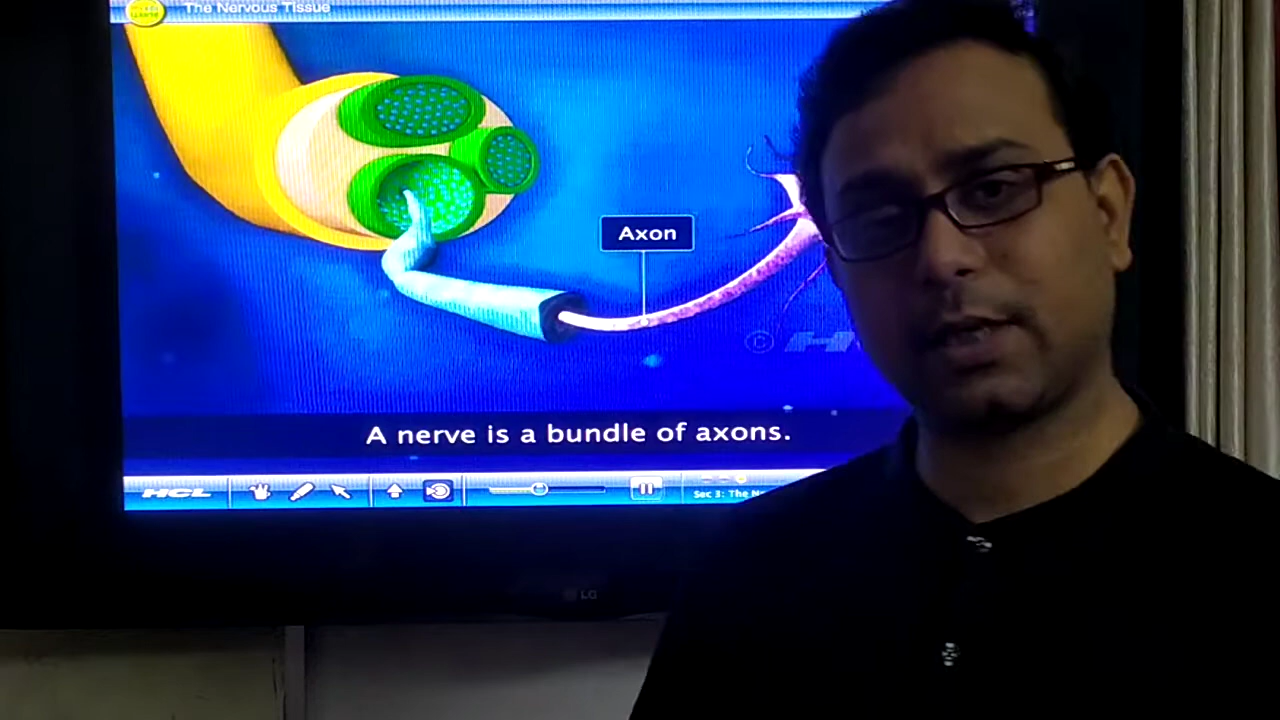 The Nervous Tissue
Axon
©
A nerve is a bundle of axons.
HCL
Sec 3: The
LG